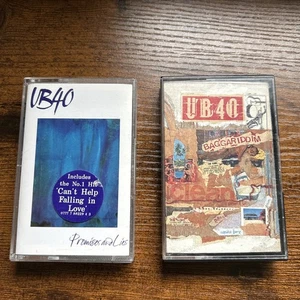 UB40
Includes
the No.1 Hit
'Can't Help
Falling in
Love'
Promises and Lies
UB40
BAGGARIDDIM